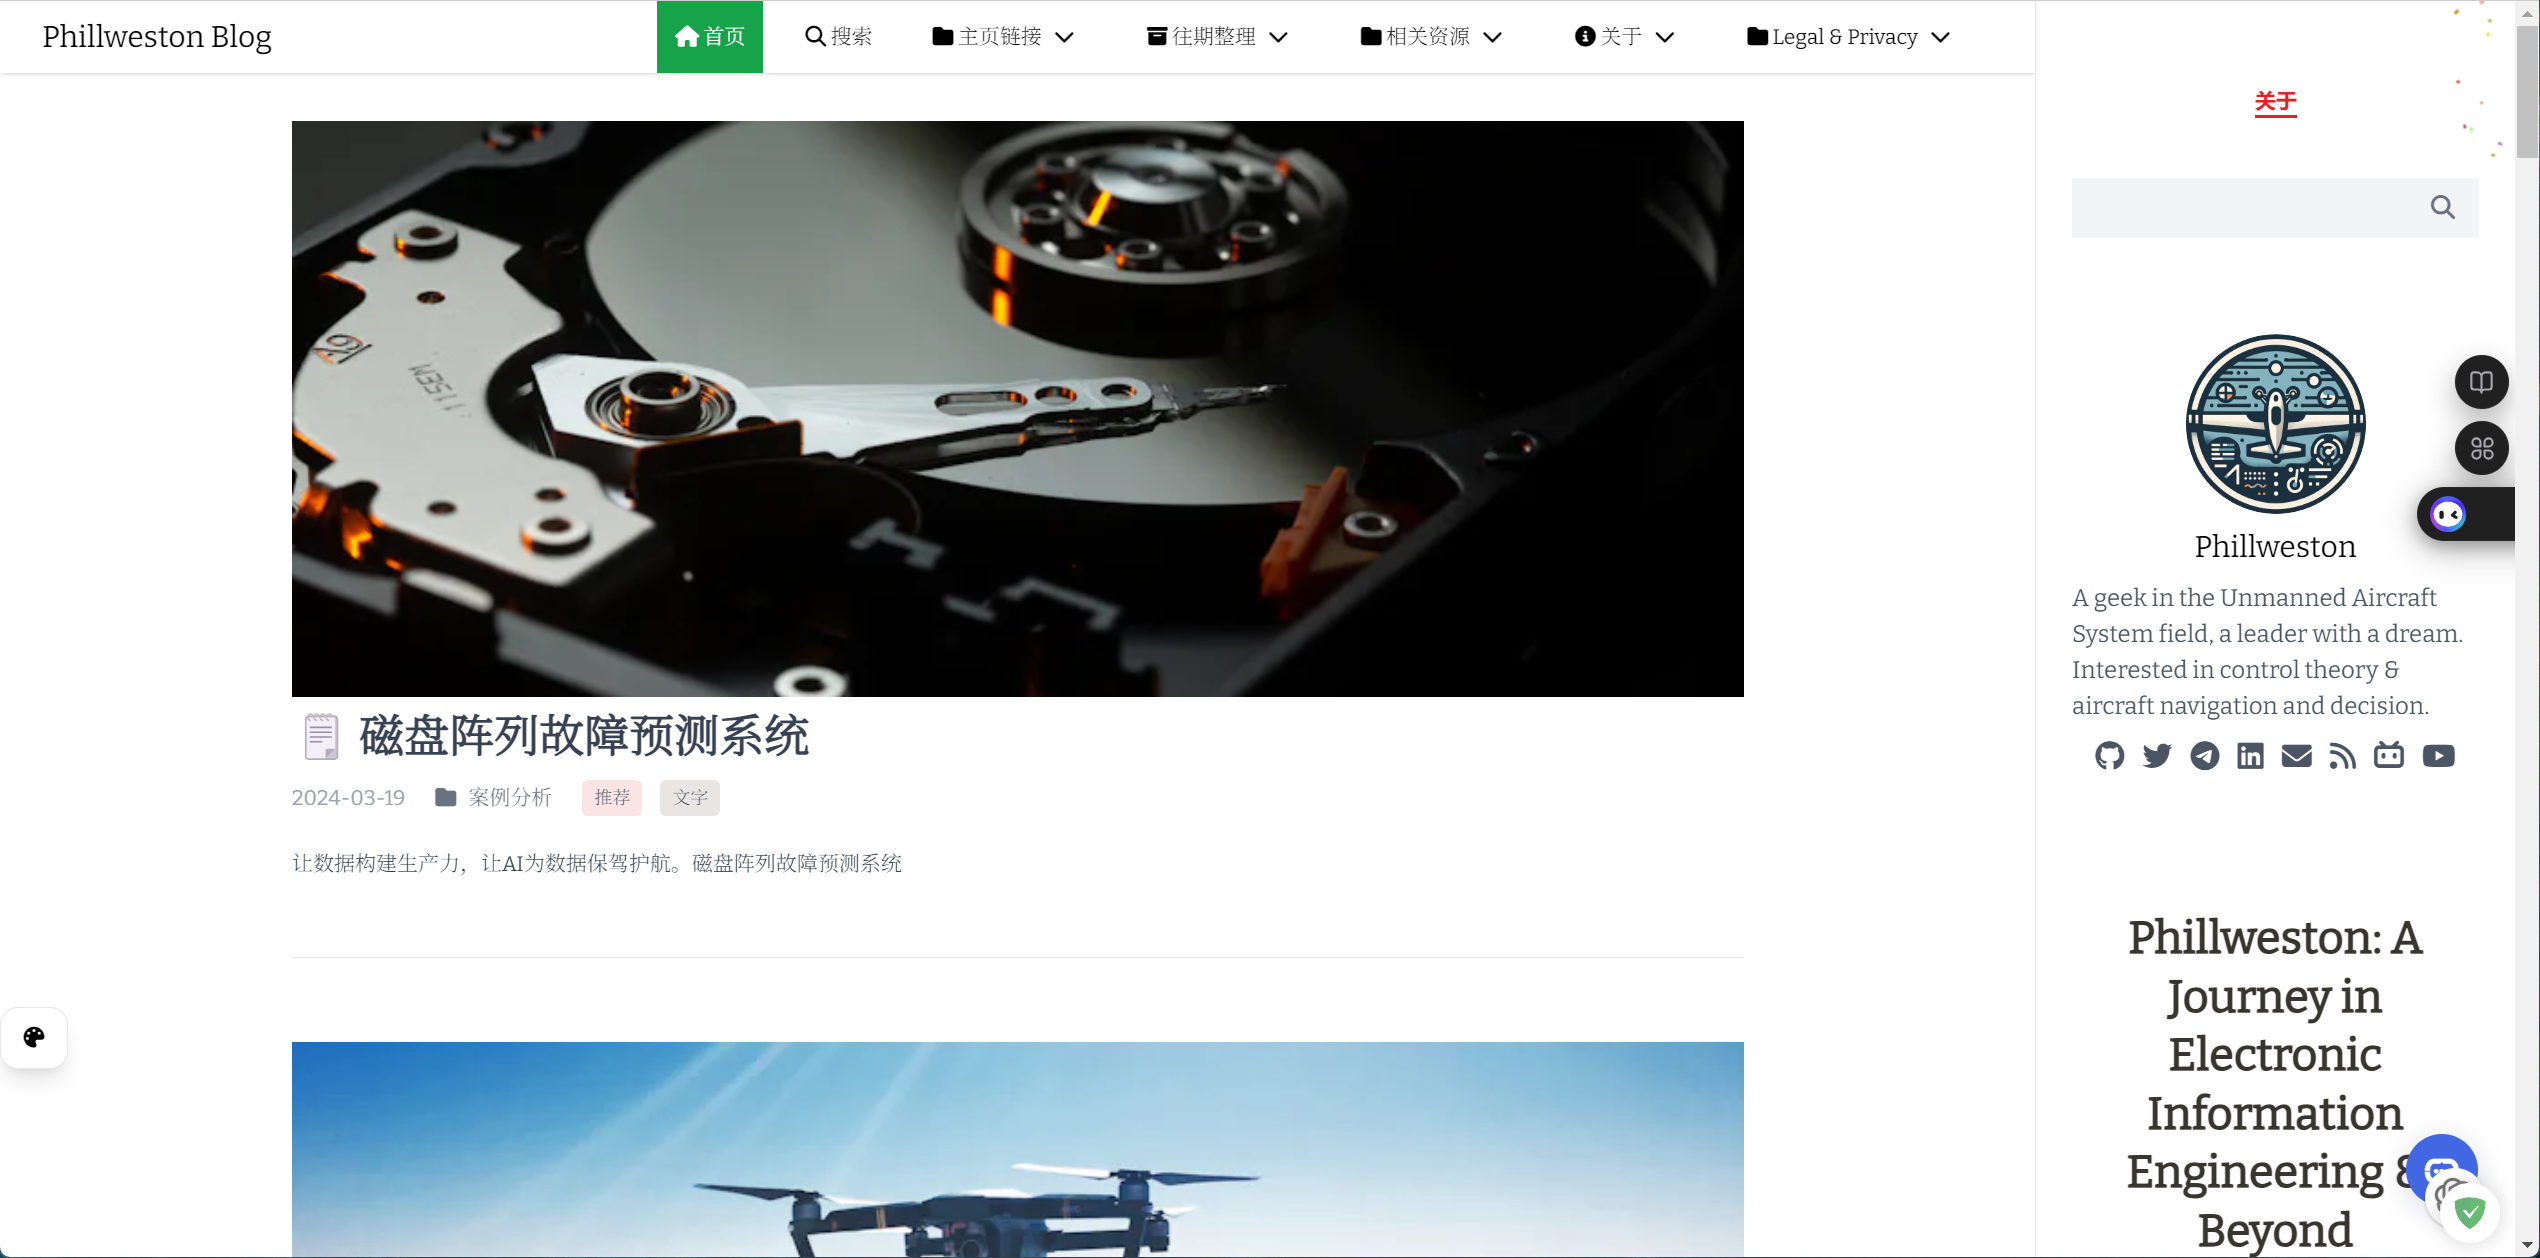 Phillweston Blog
首页
搜索
主页链接
往期整理
相关资源
关于
Legal & Privacy
关于
Phillweston
A geek in the Unmanned Aircraft
System field, a leader with a dream.
Interested in control theory &
aircraft navigation and decision.
磁盘阵列故障预测系统
2024-03-19
案例分析
推荐
文字
让数据构建生产力，让AI为数据保驾护航。磁盘阵列故障预测系统
Phillweston: A
Journey in
Electronic
Information
Engineering &
Beyond